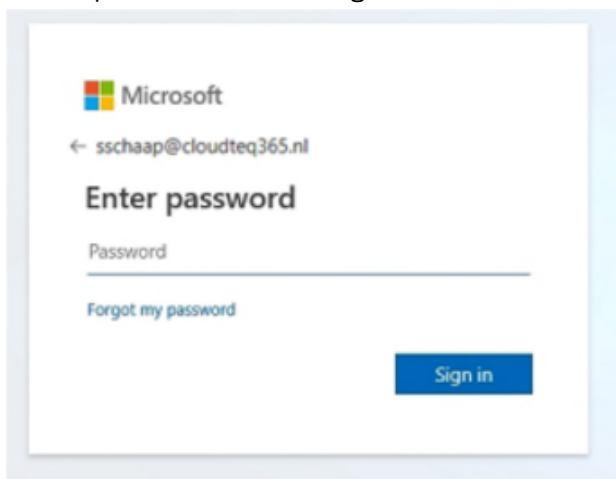 Microsoft
← sschaap@cloudteq365.nl
Enter password
Password
Forgot my password
Sign in